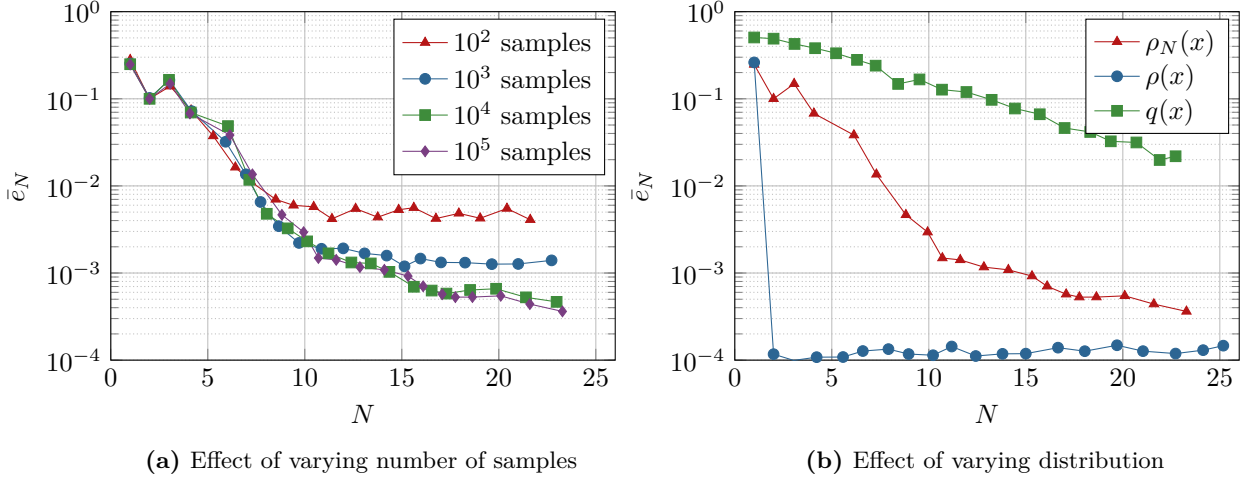 10^0
10^-1
10^-2
10^-3
10^-4
ē_N
0
5
10
15
20
25
N
10^2 samples
10^3 samples
10^4 samples
10^5 samples
(a) Effect of varying number of samples
10^0
10^-1
10^-2
10^-3
10^-4
ē_N
0
5
10
15
20
25
N
ρ_N(x)
ρ(x)
q(x)
(b) Effect of varying distribution